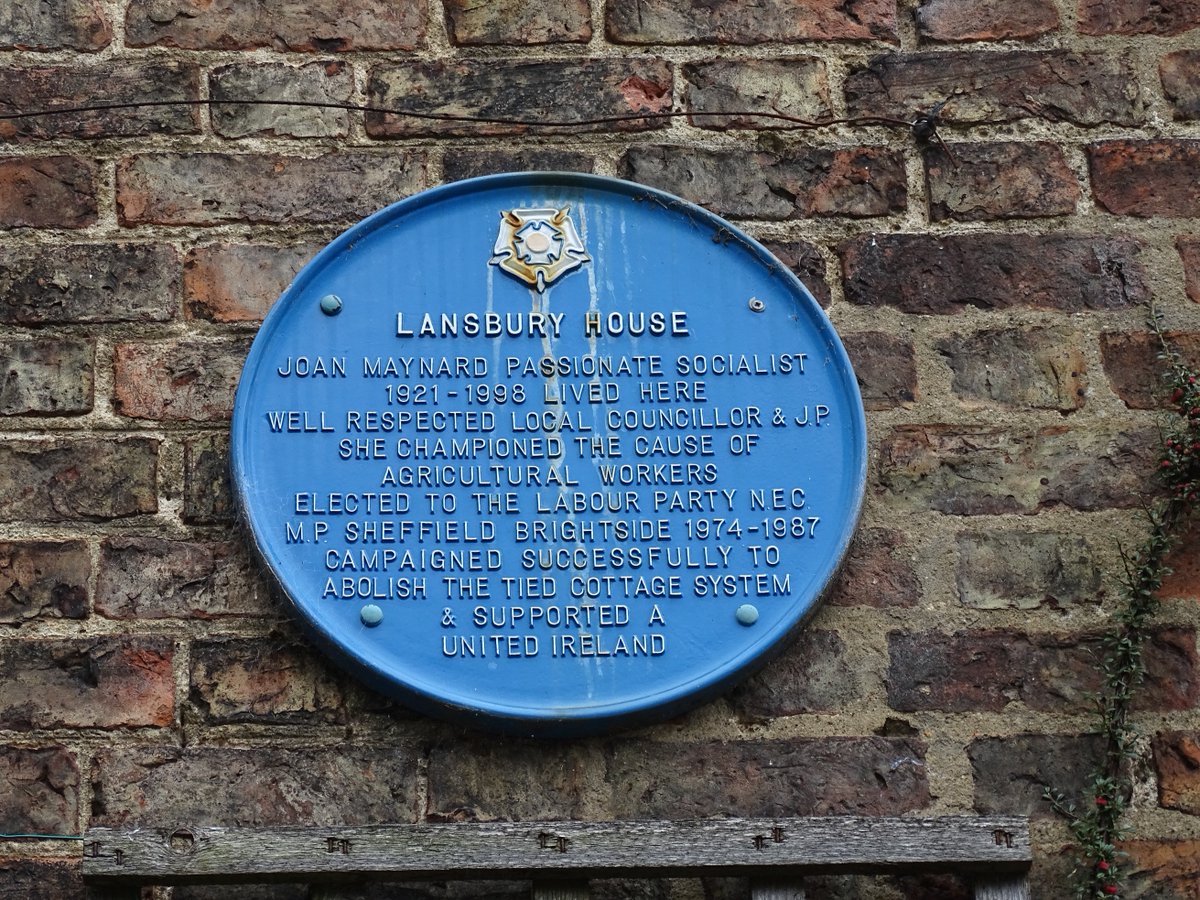 LANSBURY HOUSE
JOAN MAYNARD PASSIONATE SOCIALIST
1921-1998 LIVED HERE
WELL RESPECTED LOCAL COUNCILLOR & J.P.
SHE CHAMPIONED THE CAUSE OF
AGRICULTURAL WORKERS
ELECTED TO THE LABOUR PARTY N.E.C
M.P. SHEFFIELD BRIGHTSIDE 1974-1987
CAMPAIGNED SUCCESSFULLY TO
ABOLISH THE TIED COTTAGE SYSTEM
& SUPPORTED A
UNITED IRELAND